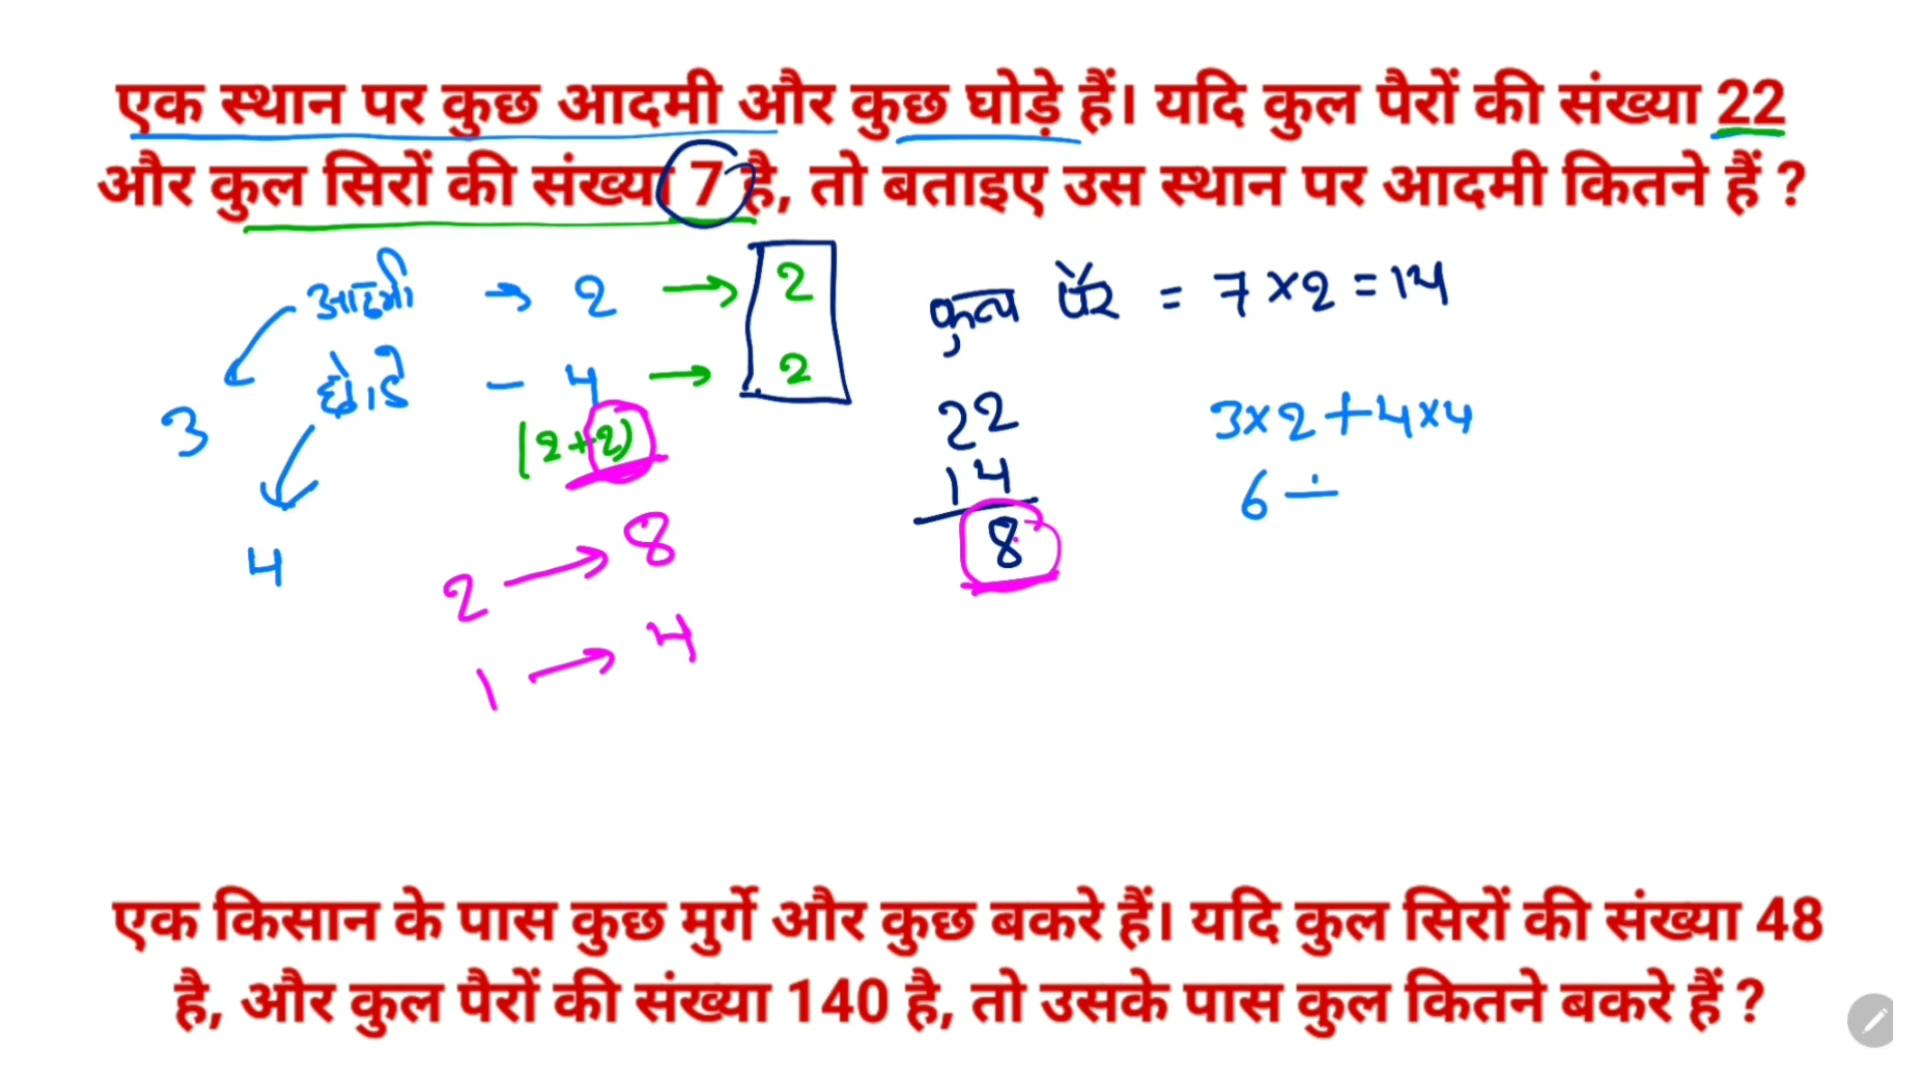 एक स्थान पर कुछ आदमी और कुछ घोड़े हैं। यदि कुल पैरों की संख्या 22
और कुल सिरों की संख्या 7 है, तो बताइए उस स्थान पर आदमी कितने हैं ?
आदमी → 2 → 2
घोड़े - 4 → 2
(2+2)
3
4
2 → 8
1 → 4
कुल पैर = 7×2=14
22
14
8
3×2+4×4
6
एक किसान के पास कुछ मुर्गे और कुछ बकरे हैं। यदि कुल सिरों की संख्या 48
है, और कुल पैरों की संख्या 140 है, तो उसके पास कुल कितने बकरे हैं ?